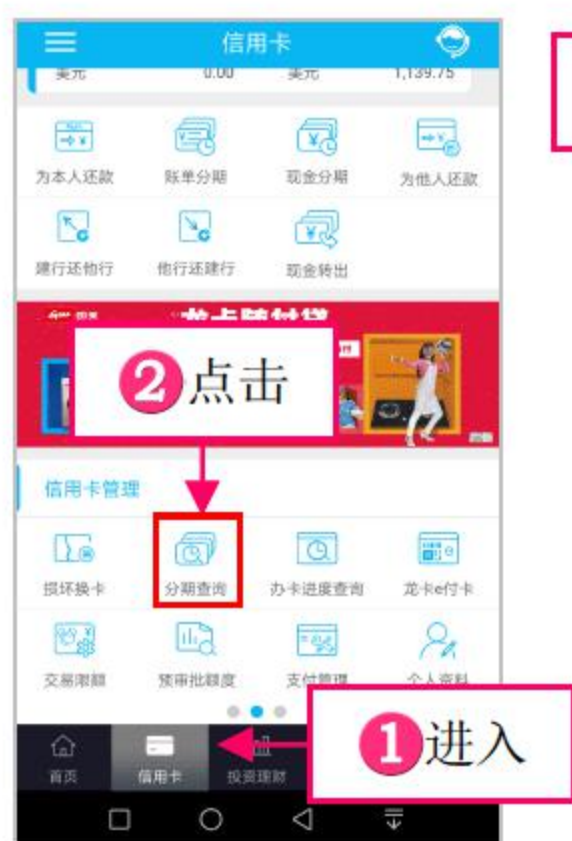 信用卡
美元 0.00 美元 1,139.75
为本人还款 账单分期 现金分期 为他人还款
建行还他行 他行还建行 现金转出
②点击
信用卡管理
损坏换卡 分期查询 办卡进度查询 龙卡e付卡
交易限额 预审批额度 支付管理 个人资料
①进入
首页 信用卡 投资理财